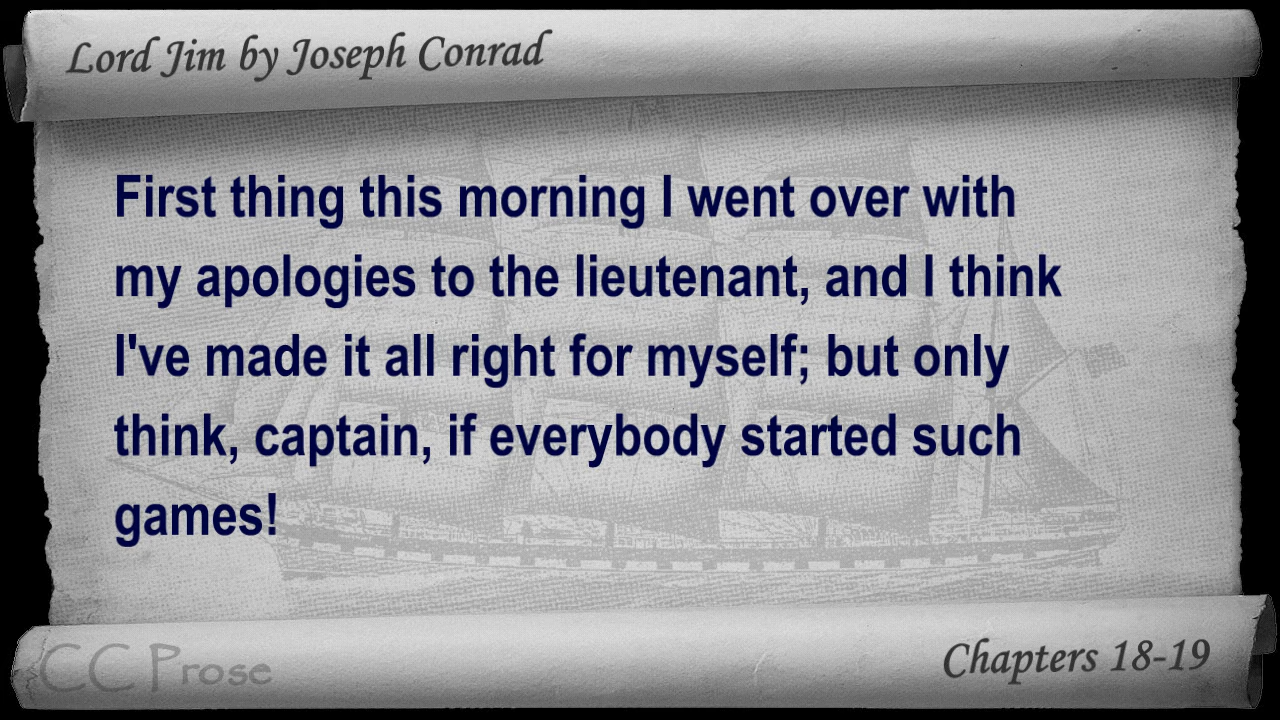 Lord Jim by Joseph Conrad
First thing this morning I went over with
my apologies to the lieutenant, and I think
I've made it all right for myself; but only
think, captain, if everybody started such
games!
CC Prose
Chapters 18-19